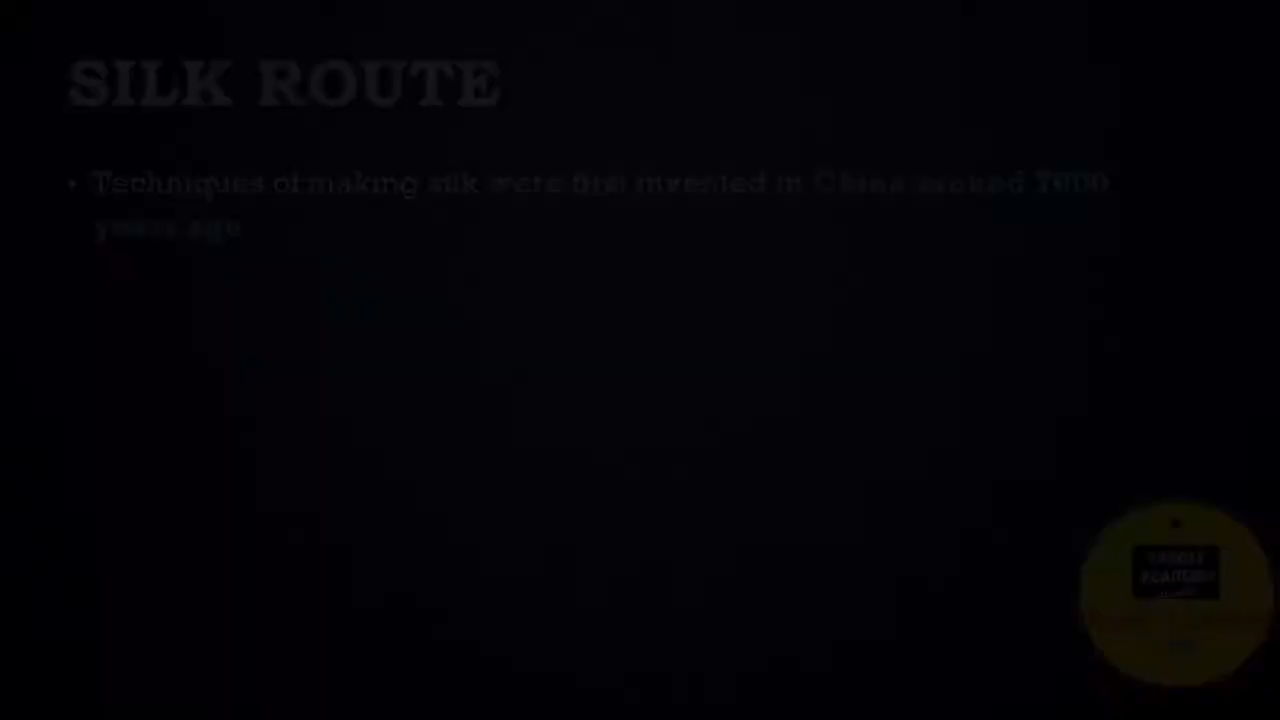 SILK ROUTE
• Techniques of making silk were first invented in China around 7000
years ago